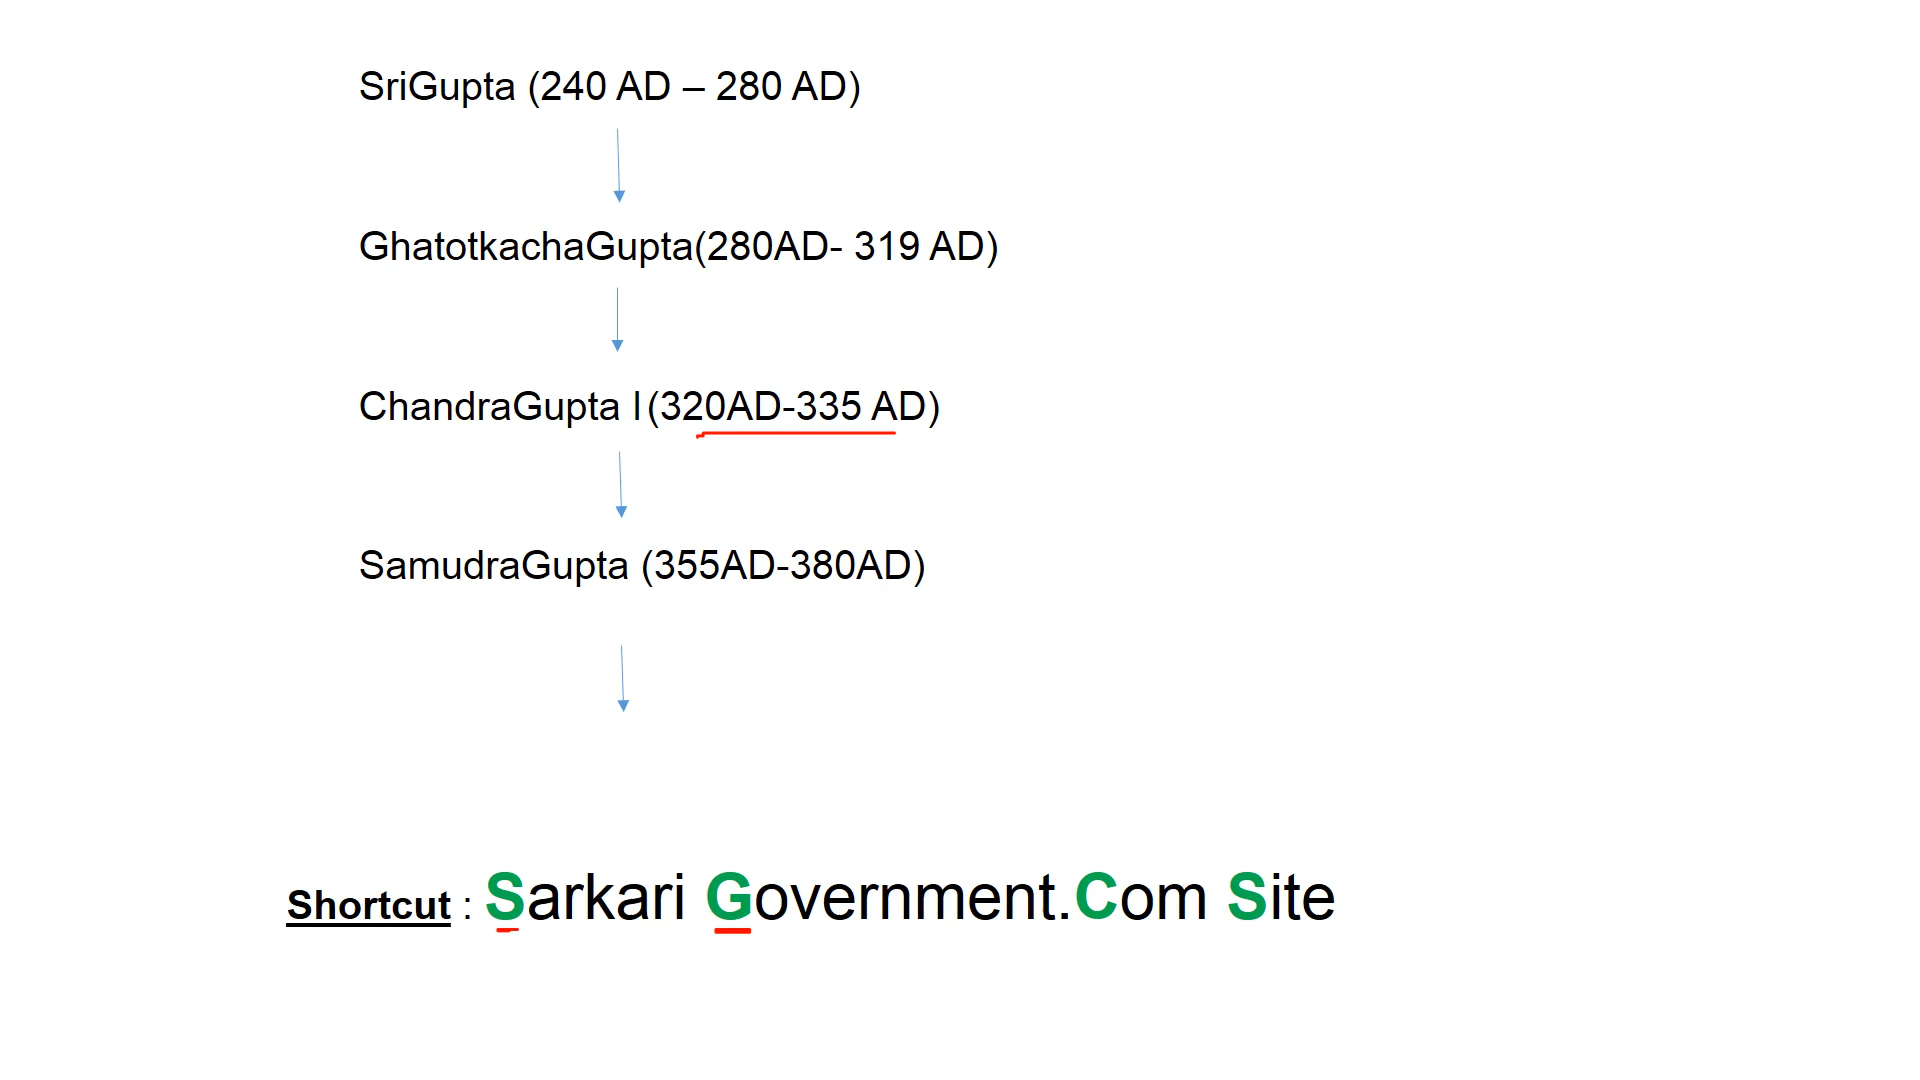 SriGupta (240 AD – 280 AD)
GhatotkachaGupta(280AD- 319 AD)
ChandraGupta I (320AD-335 AD)
SamudraGupta (355AD-380AD)
Shortcut : Sarkari Government.Com Site